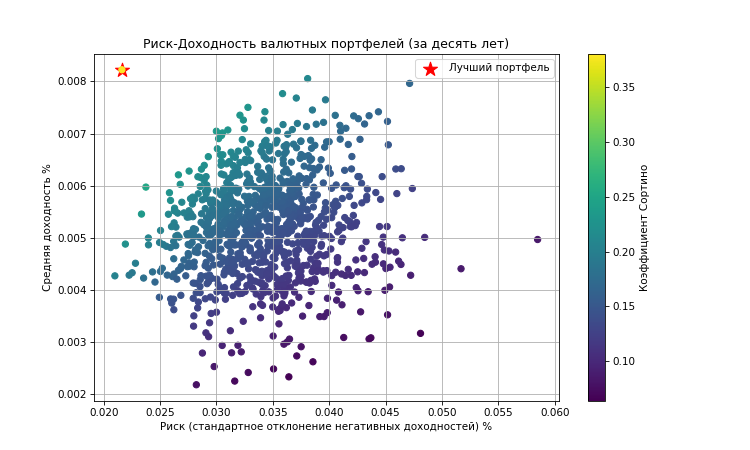 Риск-Доходность валютных портфелей (за десять лет)
Лучший портфель
0.008
0.007
0.006
0.005
0.004
0.003
0.002
Средняя доходность %
0.020 0.025 0.030 0.035 0.040 0.045 0.050 0.055 0.060
Риск (стандартное отклонение негативных доходностей) %
0.35
0.30
0.25
0.20
0.15
0.10
Коэффициент Сортино